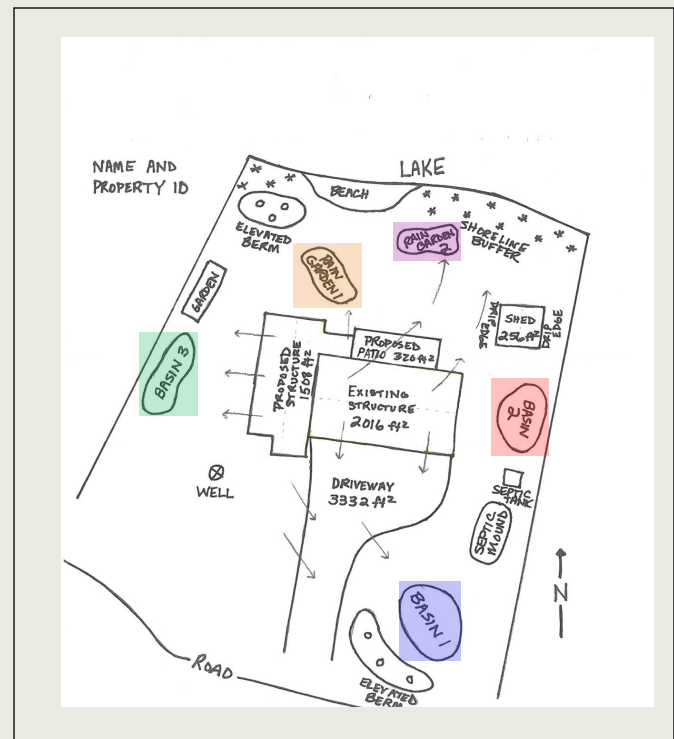 LAKE
NAME AND
PROPERTY ID
BEACH
ELEVATED
BERM
SHORELINE
BUFFER
RAIN
GARDEN
2
RAIN
GARDEN 1
GARDEN
DRIP EDGE
SHED
256 ft²
DRIP
EDGE
PROPOSED
PATIO 320 ft²
BASIN 3
PROPOSED
STRUCTURE
1508 ft²
EXISTING
STRUCTURE
2016 ft²
BASIN
2
WELL
DRIVEWAY
3332 ft²
SEPTIC
TANK
SEPTIC
MOUND
N
BASIN 1
ROAD
ELEVATED
BERM